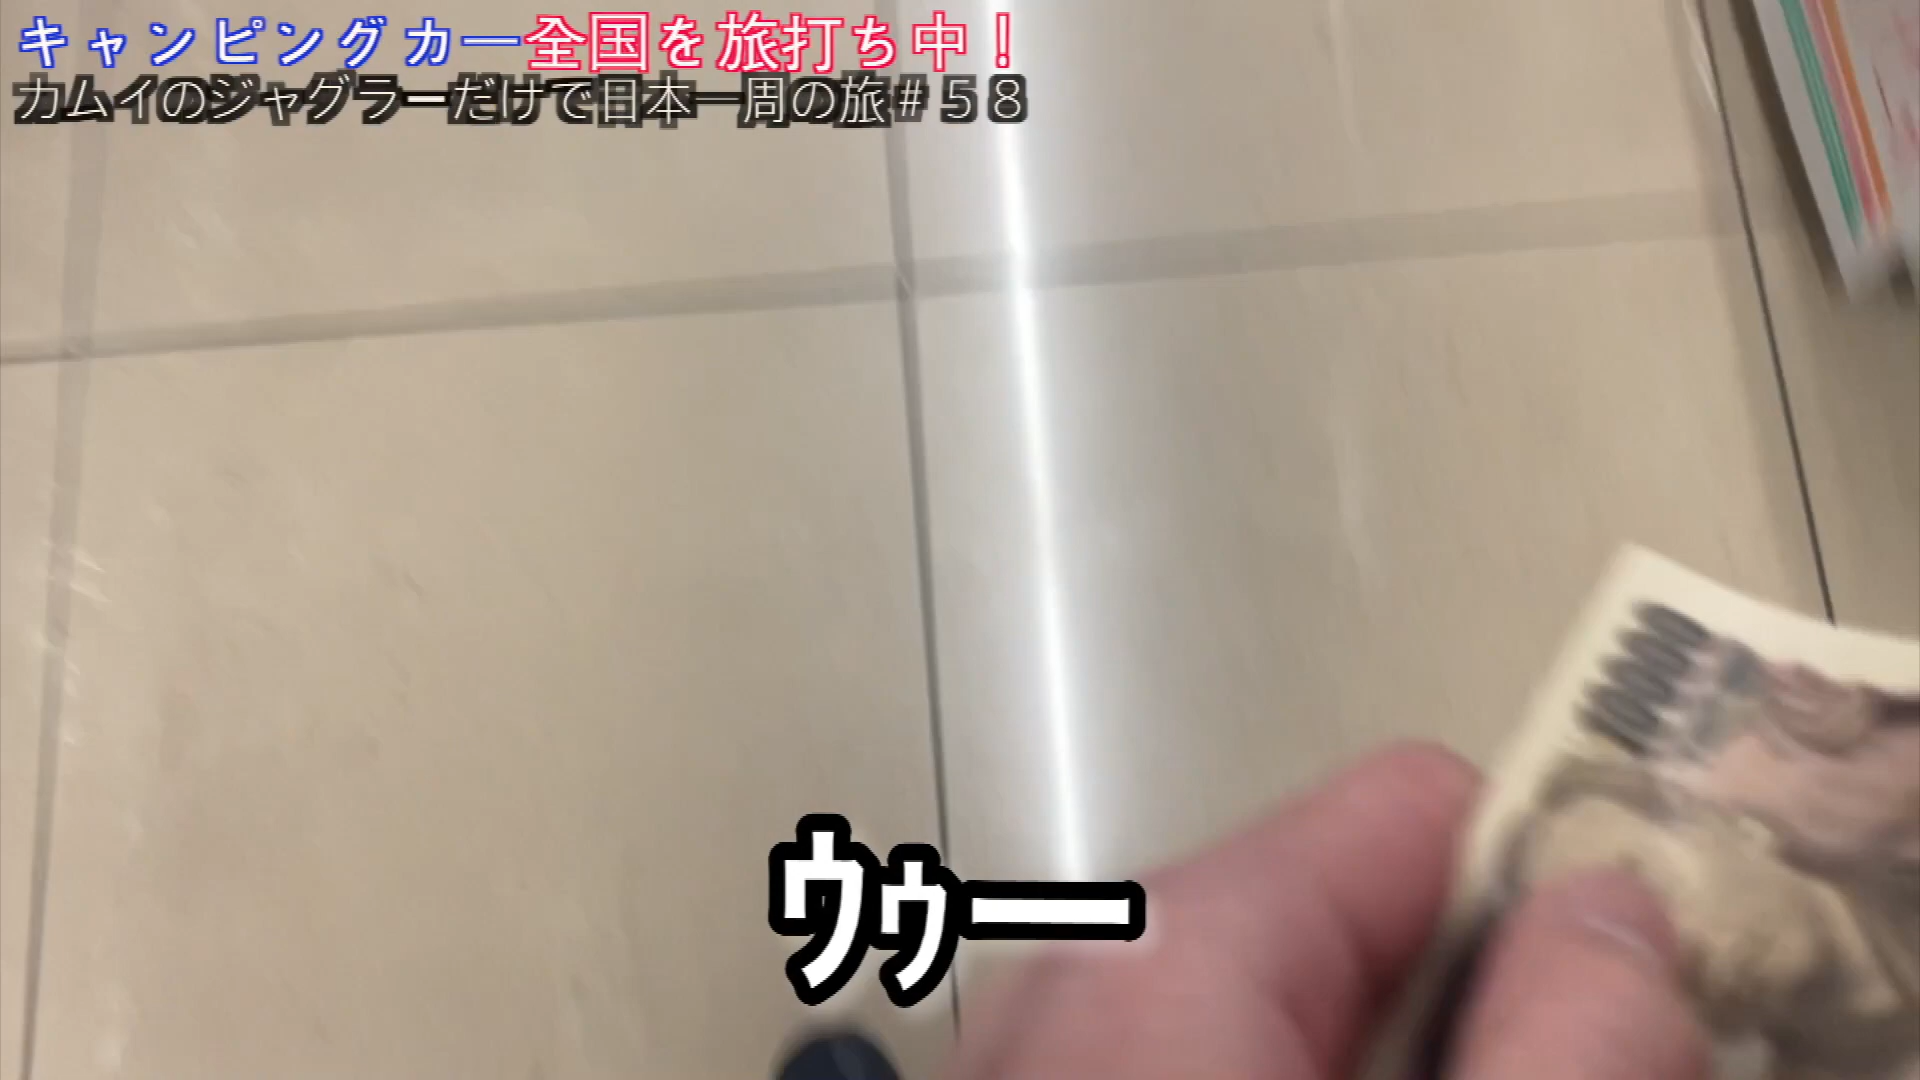 キャンピングカー全国を旅打ち中！
カムイのジャグラーだけで日本一周の旅＃５８
10000
ウゥー